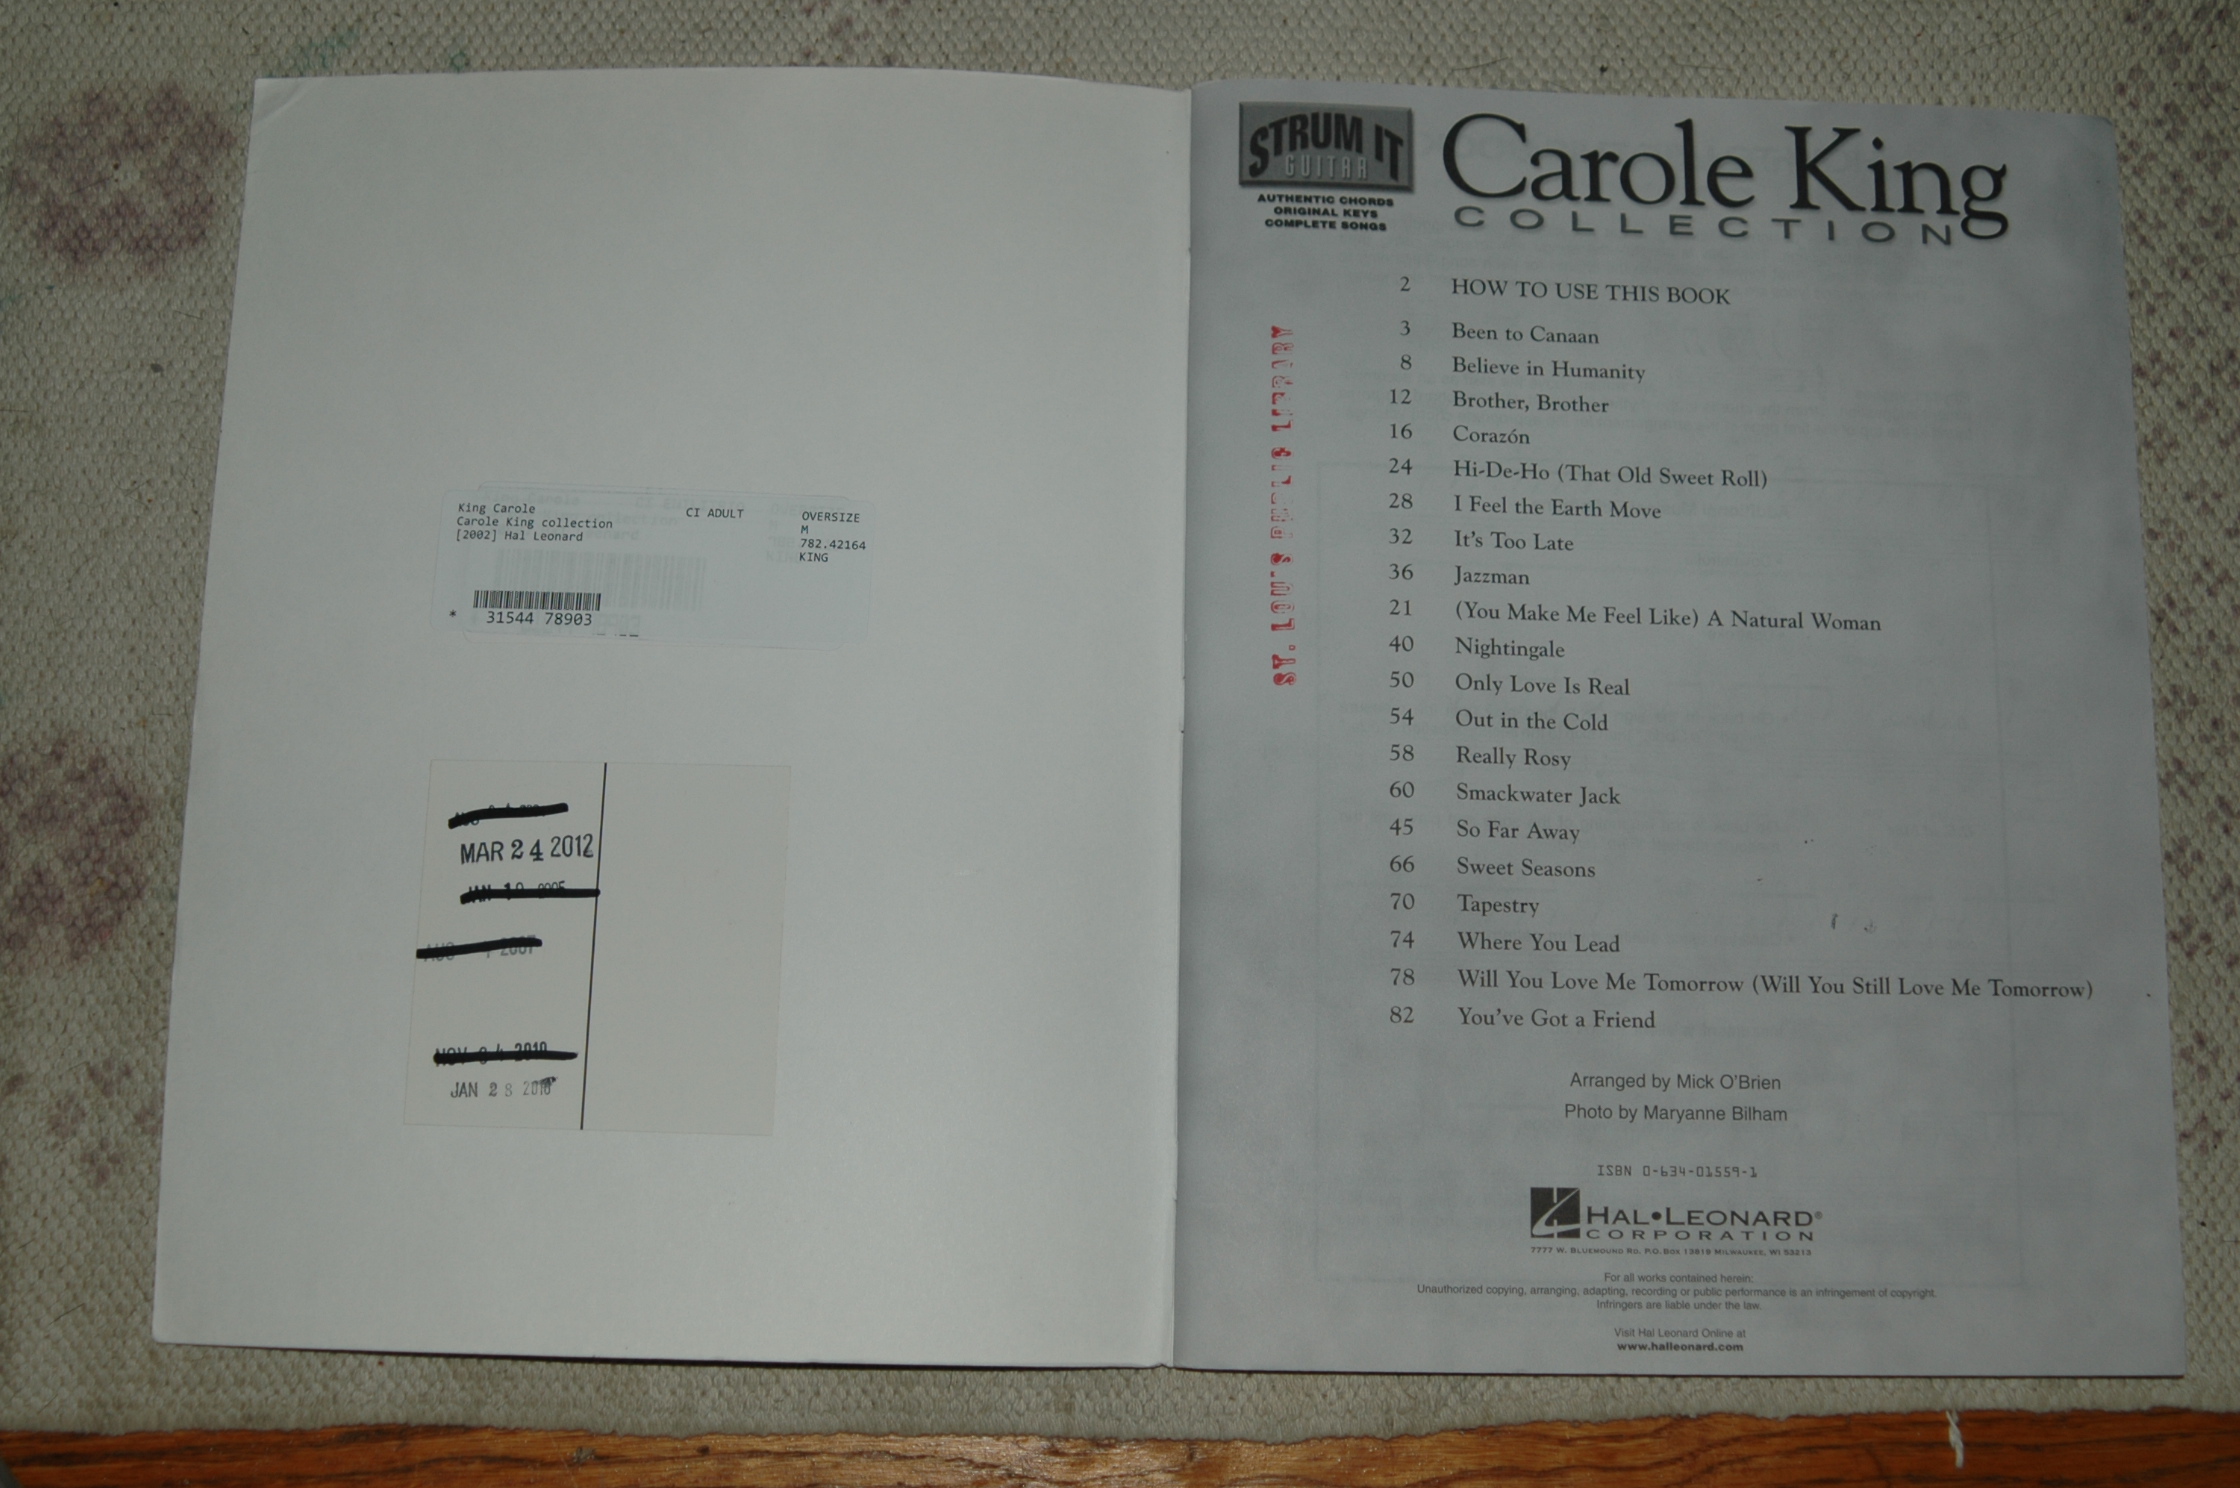 King Carole
Carole King collection
[2002] Hal Leonard
CI ADULT
OVERSIZE
M
782.42164
KING
* 31544 78903
MAR 24 2012
JAN 10 2005
AUG 1 2007
NOV 2010
JAN 28
STRUM IT
GUITAR
AUTHENTIC CHORDS
ORIGINAL KEYS
COMPLETE SONGS
Carole King
COLLECTION
ST. LOUIS PUBLIC LIBRARY
2 HOW TO USE THIS BOOK
3 Been to Canaan
8 Believe in Humanity
12 Brother, Brother
16 Corazón
24 Hi-De-Ho (That Old Sweet Roll)
28 I Feel the Earth Move
32 It's Too Late
36 Jazzman
21 (You Make Me Feel Like) A Natural Woman
40 Nightingale
50 Only Love Is Real
54 Out in the Cold
58 Really Rosy
60 Smackwater Jack
45 So Far Away
66 Sweet Seasons
70 Tapestry
74 Where You Lead
78 Will You Love Me Tomorrow (Will You Still Love Me Tomorrow)
82 You've Got a Friend
Arranged by Mick O'Brien
Photo by Maryanne Bilham
ISBN 0-634-01559-1
HAL•LEONARD®
CORPORATION
7777 W. BLUEMOUND RD. P.O. BOX 13819 MILWAUKEE, WI 53213
For all works contained herein:
Unauthorized copying, arranging, adapting, recording or public performance is an infringement of copyright.
Infringers are liable under the law.
Visit Hal Leonard Online at
www.halleonard.com